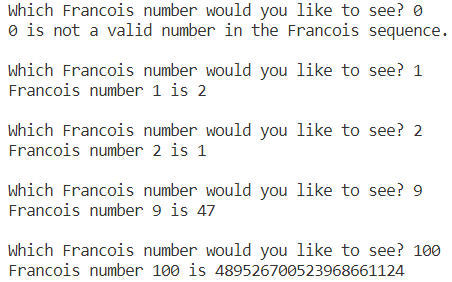 Which Francois number would you like to see? 0
0 is not a valid number in the Francois sequence.
Which Francois number would you like to see? 1
Francois number 1 is 2
Which Francois number would you like to see? 2
Francois number 2 is 1
Which Francois number would you like to see? 9
Francois number 9 is 47
Which Francois number would you like to see? 100
Francois number 100 is 489526700523968661124